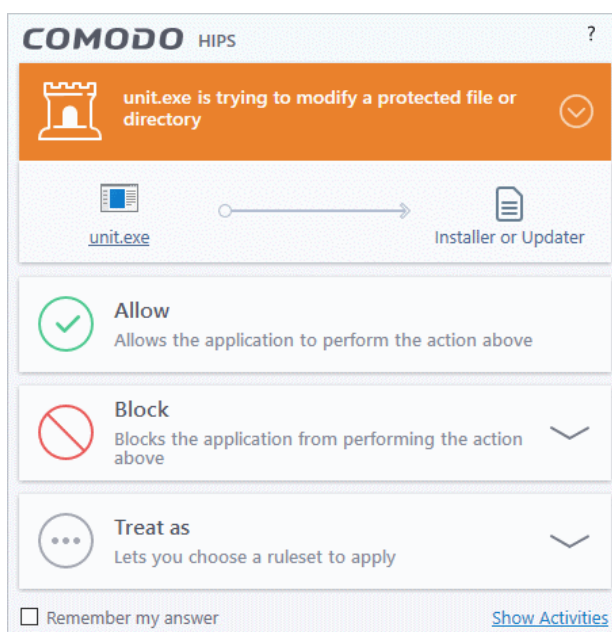 COMODO HIPS ?
unit.exe is trying to modify a protected file or
directory
unit.exe Installer or Updater
Allow
Allows the application to perform the action above
Block
Blocks the application from performing the action
above
Treat as
Lets you choose a ruleset to apply
Remember my answer Show Activities